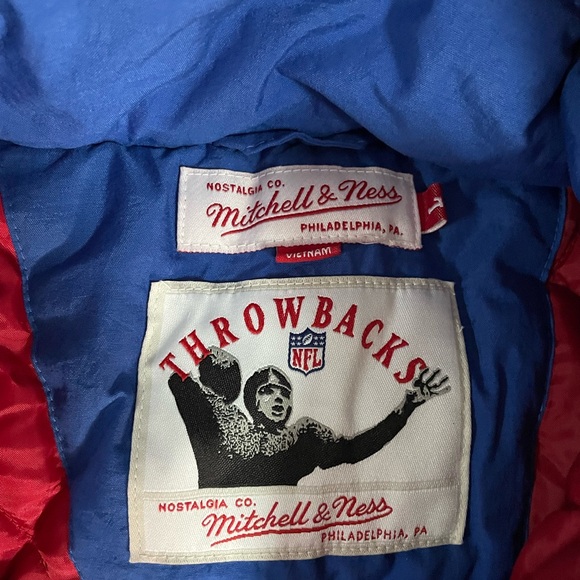 NOSTALGIA CO.
Mitchell & Ness
PHILADELPHIA, PA.
L
VIETNAM
THROWBACKS
NFL
NOSTALGIA CO.
Mitchell & Ness
PHILADELPHIA, PA